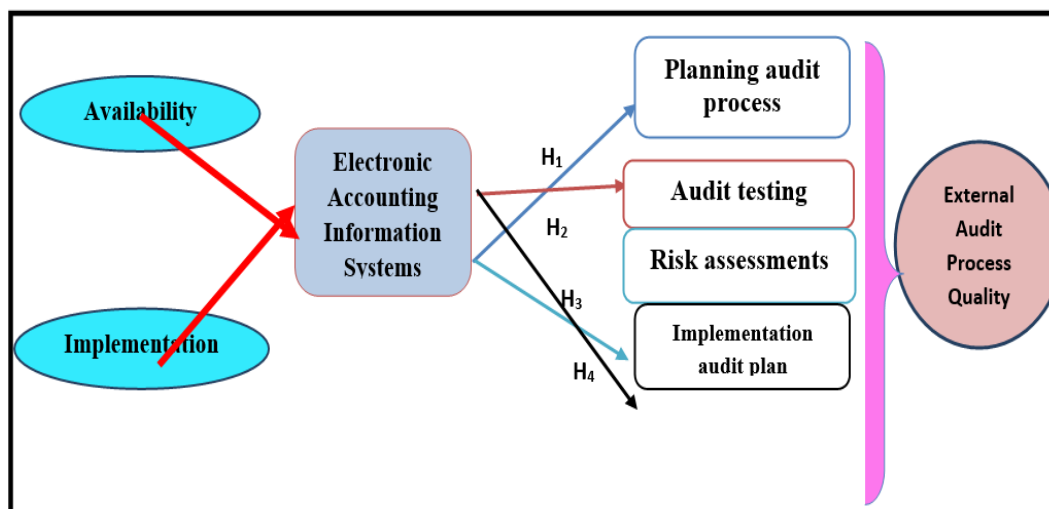 Availability
Implementation
Electronic
Accounting
Information
Systems
H₁
H₂
H₃
H₄
Planning audit
process
Audit testing
Risk assessments
Implementation
audit plan
External
Audit
Process
Quality